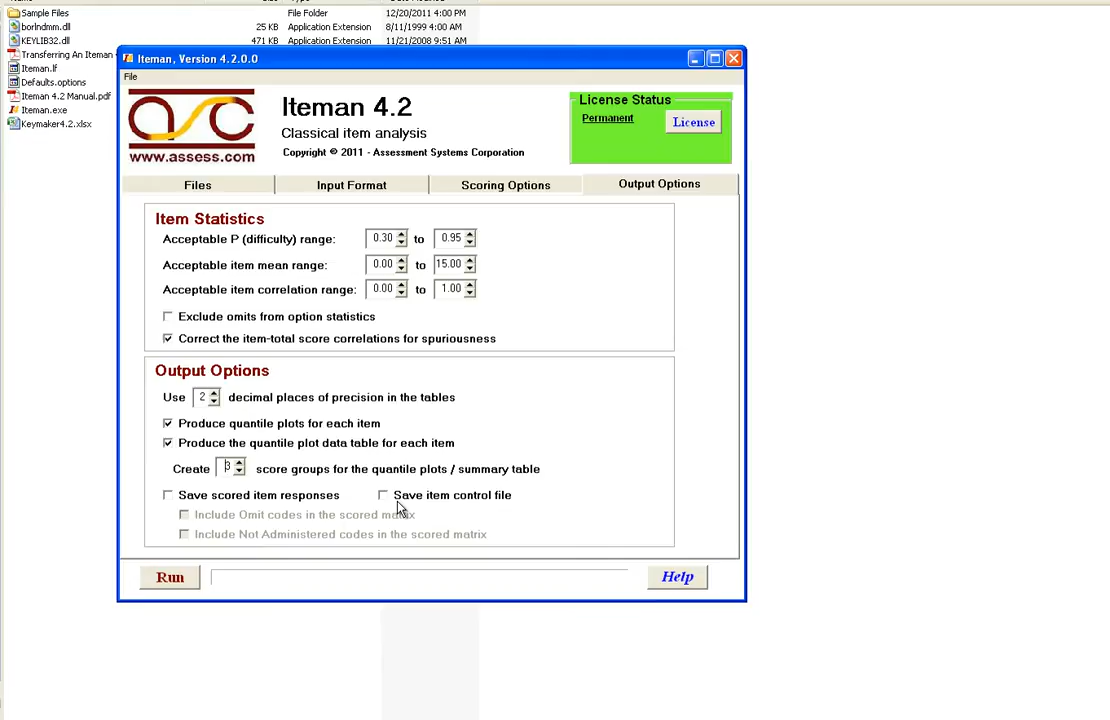 Name Size Type Date Modified
Sample Files File Folder 12/20/2011 4:00 PM
borlndmm.dll 25 KB Application Extension 8/11/1999 4:00 AM
KEYLIB32.dll 471 KB Application Extension 11/21/2008 9:51 AM
Transferring An Iteman
Iteman.lf
Defaults.options
Iteman 4.2 Manual.pdf
Iteman.exe
Keymaker4.2.xlsx
Iteman, Version 4.2.0.0
File
asc
www.assess.com
Iteman 4.2
Classical item analysis
Copyright © 2011 - Assessment Systems Corporation
License Status
Permanent
License
Files Input Format Scoring Options Output Options
Item Statistics
Acceptable P (difficulty) range: 0.30 to 0.95
Acceptable item mean range: 0.00 to 15.00
Acceptable item correlation range: 0.00 to 1.00
Exclude omits from option statistics
Correct the item-total score correlations for spuriousness
Output Options
Use 2 decimal places of precision in the tables
Produce quantile plots for each item
Produce the quantile plot data table for each item
Create 3 score groups for the quantile plots / summary table
Save scored item responses Save item control file
Include Omit codes in the scored matrix
Include Not Administered codes in the scored matrix
Run Help